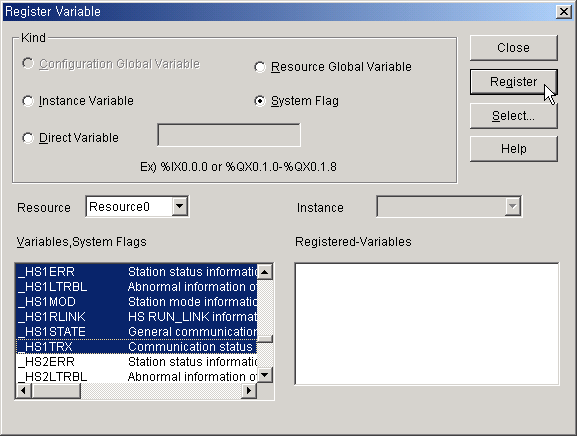 Register Variable
Kind
Configuration Global Variable
Resource Global Variable
Instance Variable
System Flag
Direct Variable
Ex) %IX0.0.0 or %QX0.1.0-%QX0.1.8
Close
Register
Select...
Help
Resource
Resource0
Instance
Variables,System Flags
Registered-Variables
_HS1ERR Station status informatio
_HS1LTRBL Abnormal information o
_HS1MOD Station mode informatio
_HS1RLINK HS RUN_LINK informat
_HS1STATE General communication
_HS1TRX Communication status
_HS2ERR Station status informatio
_HS2LTRBL Abnormal information o